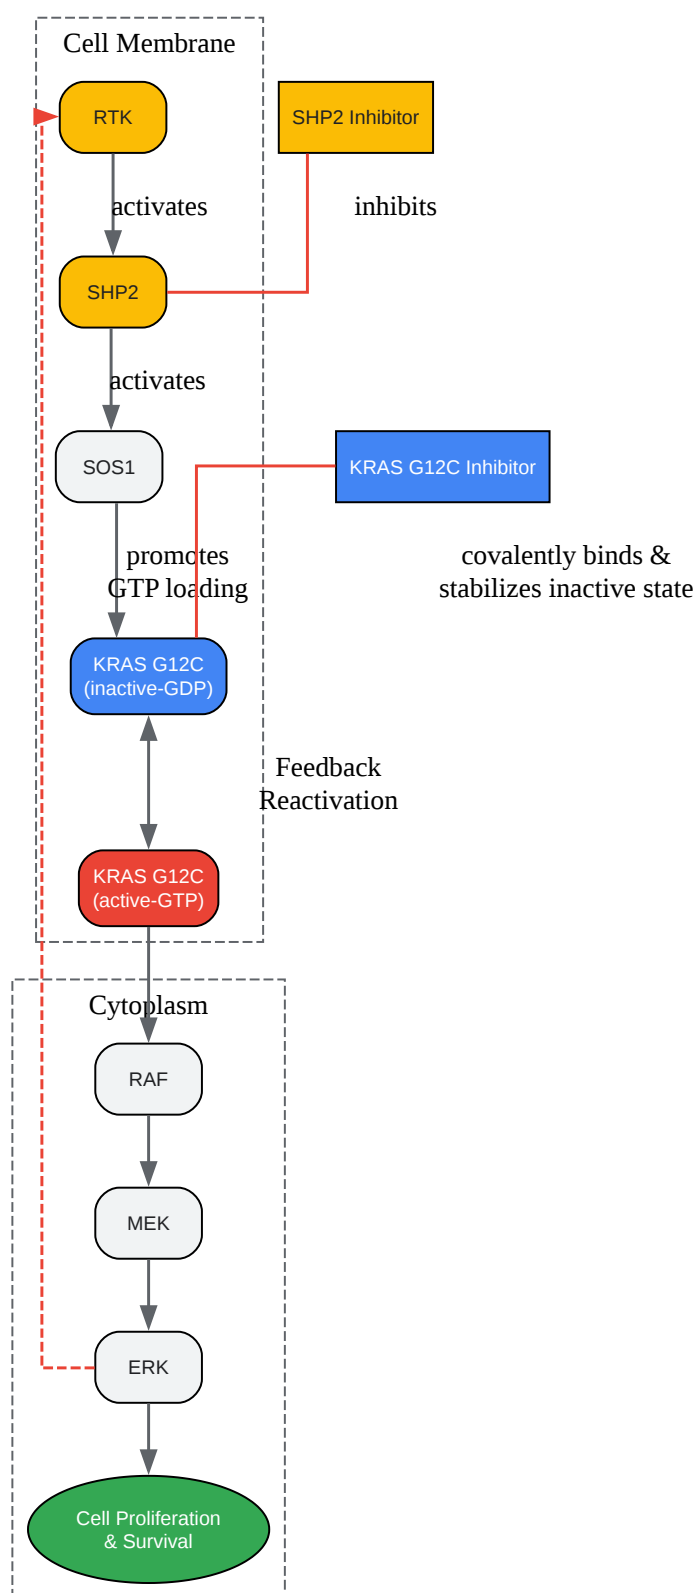 Cell Membrane
RTK
SHP2 Inhibitor
activates
inhibits
SHP2
activates
SOS1
KRAS G12C Inhibitor
promotes
GTP loading
covalently binds &
stabilizes inactive state
KRAS G12C
(inactive-GDP)
Feedback
Reactivation
KRAS G12C
(active-GTP)
Cytoplasm
RAF
MEK
ERK
Cell Proliferation
& Survival